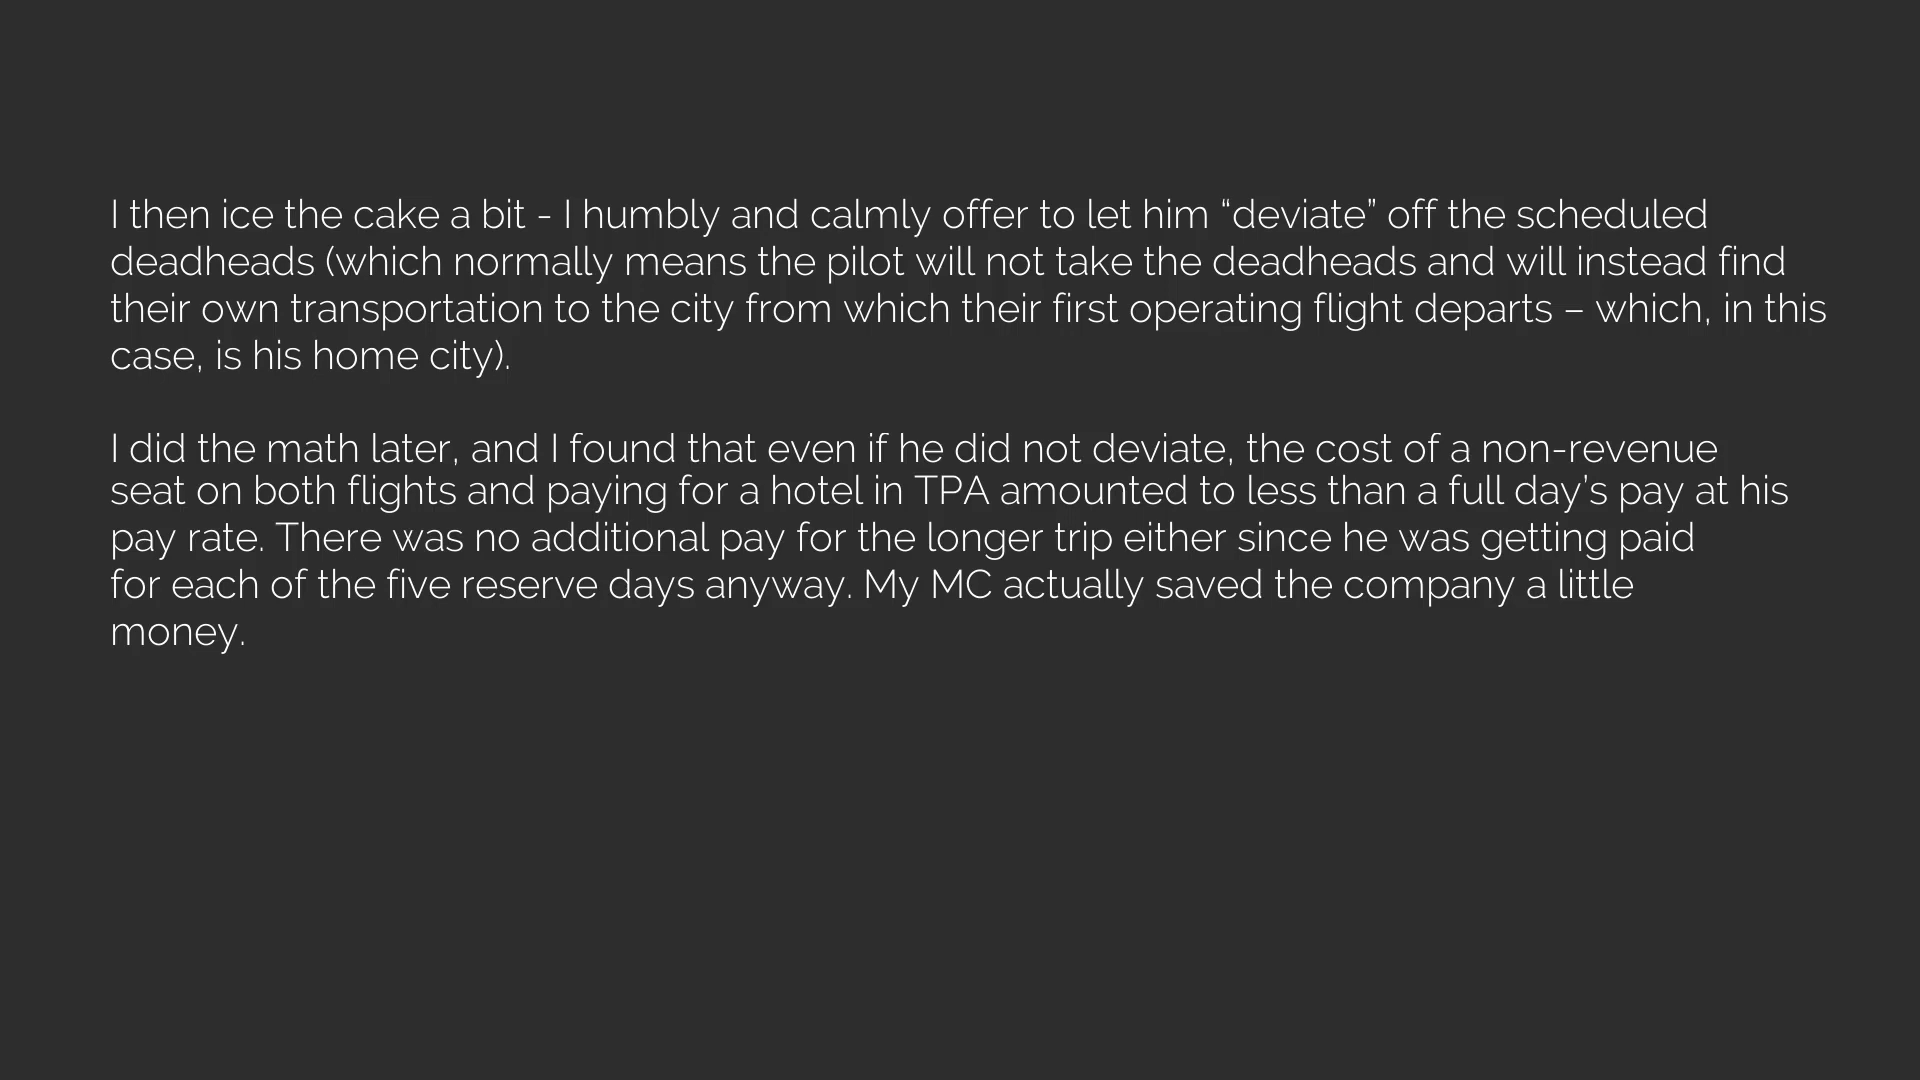 I then ice the cake a bit - I humbly and calmly offer to let him “deviate” off the scheduled
deadheads (which normally means the pilot will not take the deadheads and will instead find
their own transportation to the city from which their first operating flight departs – which, in this
case, is his home city).
I did the math later, and I found that even if he did not deviate, the cost of a non-revenue
seat on both flights and paying for a hotel in TPA amounted to less than a full day’s pay at his
pay rate. There was no additional pay for the longer trip either since he was getting paid
for each of the five reserve days anyway. My MC actually saved the company a little
money.